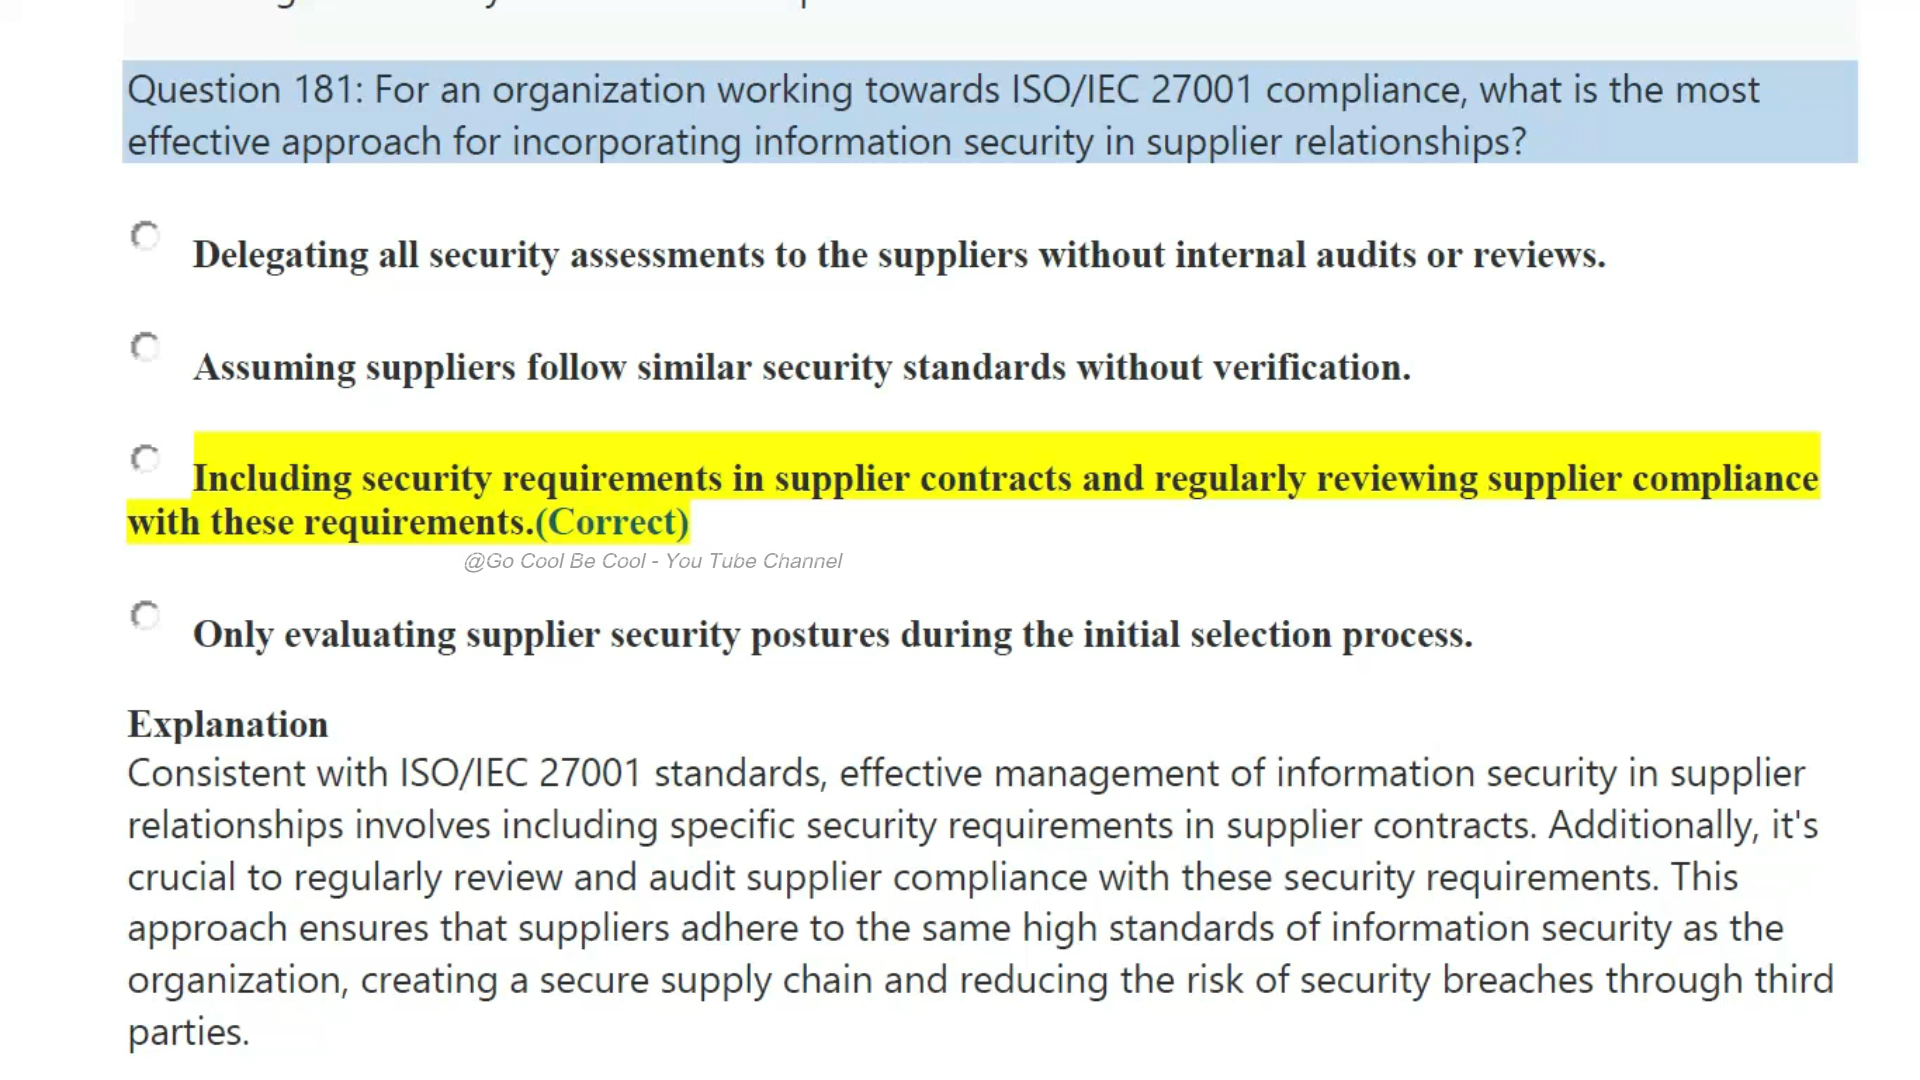 Question 181: For an organization working towards ISO/IEC 27001 compliance, what is the most
effective approach for incorporating information security in supplier relationships?
Delegating all security assessments to the suppliers without internal audits or reviews.
Assuming suppliers follow similar security standards without verification.
Including security requirements in supplier contracts and regularly reviewing supplier compliance
with these requirements.(Correct)
@Go Cool Be Cool - You Tube Channel
Only evaluating supplier security postures during the initial selection process.
Explanation
Consistent with ISO/IEC 27001 standards, effective management of information security in supplier
relationships involves including specific security requirements in supplier contracts. Additionally, it's
crucial to regularly review and audit supplier compliance with these security requirements. This
approach ensures that suppliers adhere to the same high standards of information security as the
organization, creating a secure supply chain and reducing the risk of security breaches through third
parties.